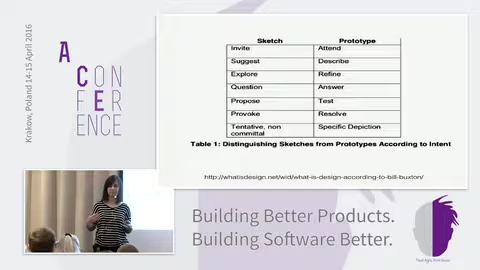 Krakow, Poland 14-15 April 2016
A
CON
FER
ENCE
Sketch Prototype
Invite Attend
Suggest Describe
Explore Refine
Question Answer
Propose Test
Provoke Resolve
Tentative, non committal Specific Depiction
Table 1: Distinguishing Sketches from Prototypes According to Intent
http://whatisdesign.net/wid/what-is-design-according-to-bill-buxton/
Building Better Products.
Building Software Better.